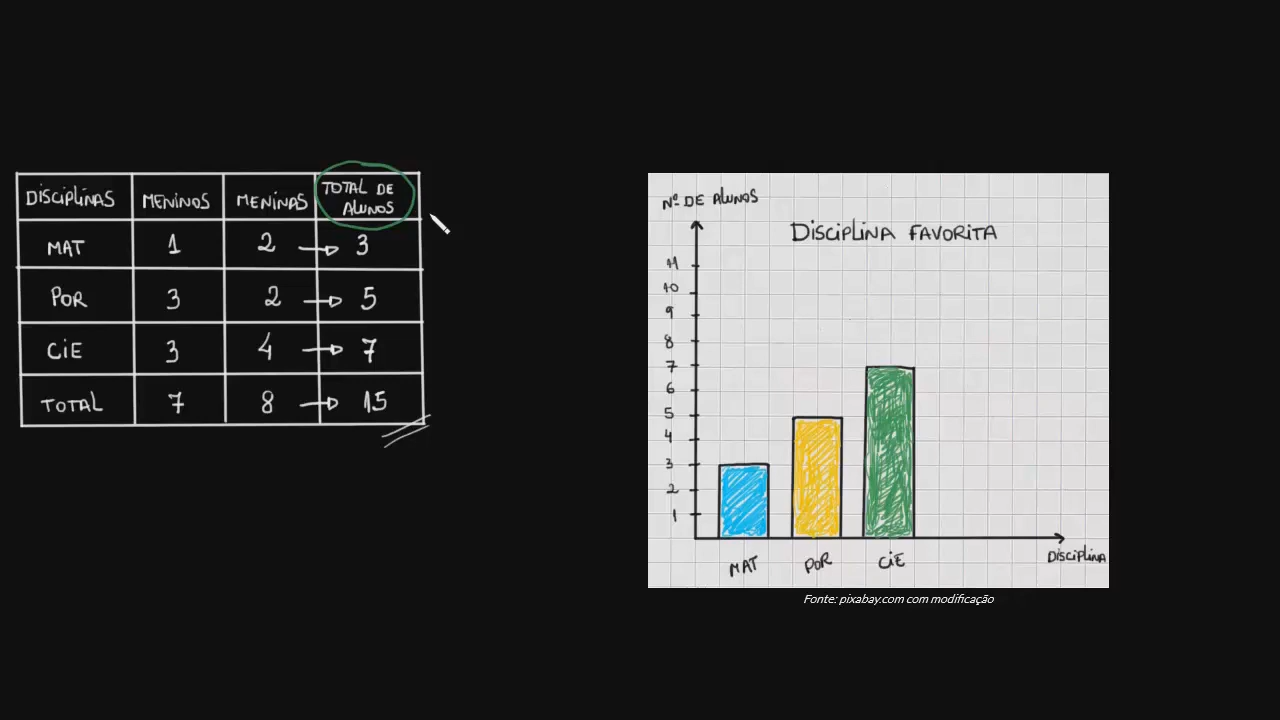 DISCIPLINAS MENINOS MENINAS TOTAL DE ALUNOS
MAT 1 2 3
POR 3 2 5
CIE 3 4 7
TOTAL 7 8 15
Nº DE ALUNOS
DISCIPLINA FAVORITA
11
10
9
8
7
6
5
4
3
2
1
MAT POR CIE
DISCIPLINA
Fonte: pixabay.com com modificação